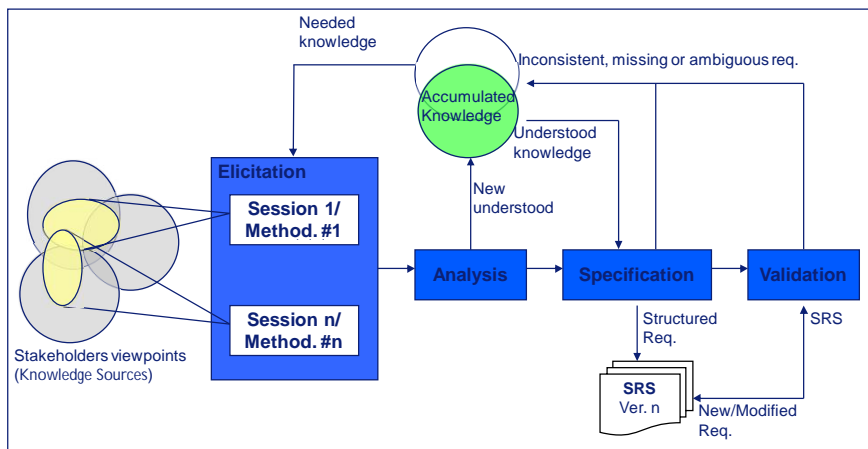 Needed
knowledge
Inconsistent, missing or ambiguous req.
Accumulated
Knowledge
Understood
knowledge
Elicitation
New
understood
Session 1/
Method. #1
Analysis
Specification
Validation
Session n/
Method. #n
Structured
Req.
SRS
Stakeholders viewpoints
(Knowledge Sources)
SRS
Ver. n
New/Modified
Req.